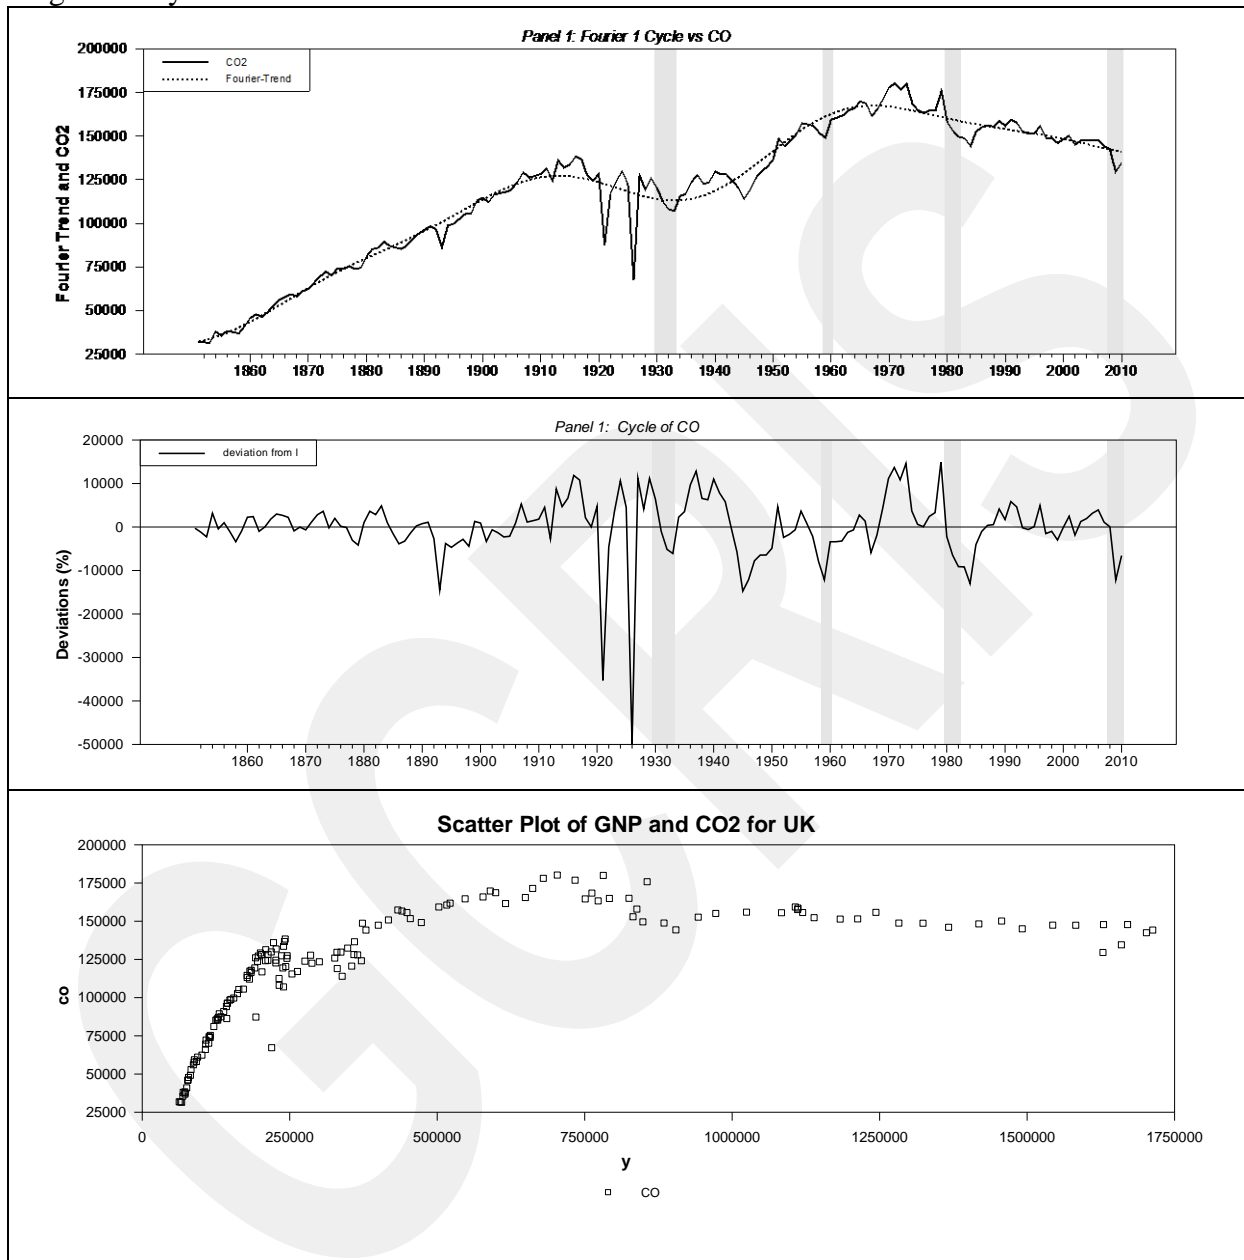 Panel 1: Fourier 1 Cycle vs CO
200000
CO2
Fourier-Trend
175000
150000
125000
100000
75000
50000
25000
Fourier Trend and CO2
1860 1870 1880 1890 1900 1910 1920 1930 1940 1950 1960 1970 1980 1990 2000 2010
Panel 1: Cycle of CO
20000
deviation from l
10000
0
-10000
-20000
-30000
-40000
-50000
Deviations (%)
1860 1870 1880 1890 1900 1910 1920 1930 1940 1950 1960 1970 1980 1990 2000 2010
Scatter Plot of GNP and CO2 for UK
200000
175000
150000
125000
100000
75000
50000
25000
co
0 250000 500000 750000 1000000 1250000 1500000 1750000
y
CO
GCRIS